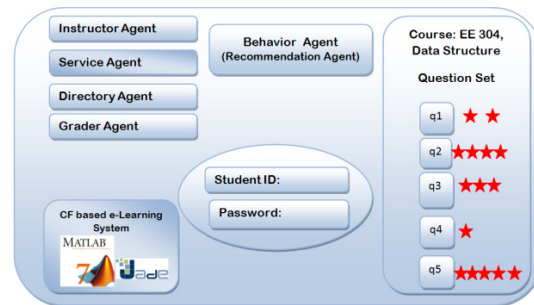 Instructor Agent
Service Agent
Directory Agent
Grader Agent
Behavior Agent
(Recommendation Agent)
Student ID:
Password:
CF based e-Learning
System
MATLAB
7
Jade
Course: EE 304,
Data Structure
Question Set
q1
q2
q3
q4
q5